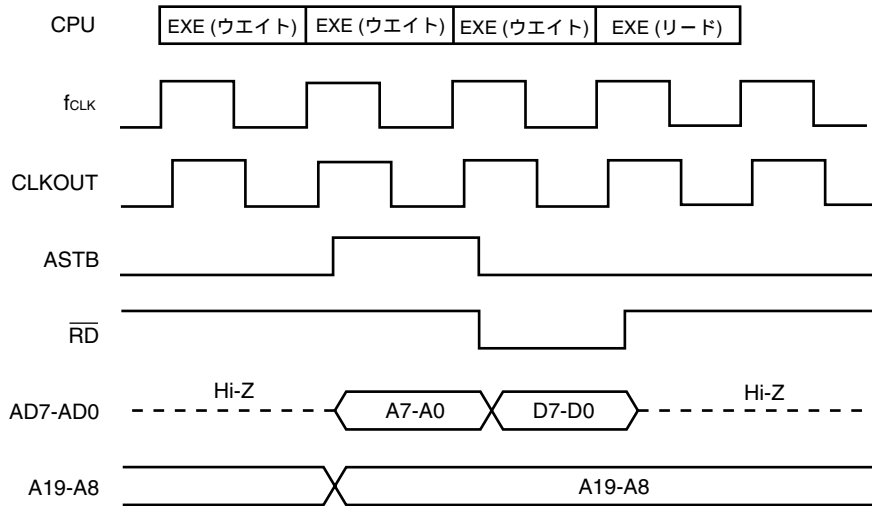 CPU EXE (ウエイト) EXE (ウエイト) EXE (ウエイト) EXE (リード)
fCLK
CLKOUT
ASTB
RD
AD7-AD0 Hi-Z A7-A0 D7-D0 Hi-Z
A19-A8 A19-A8